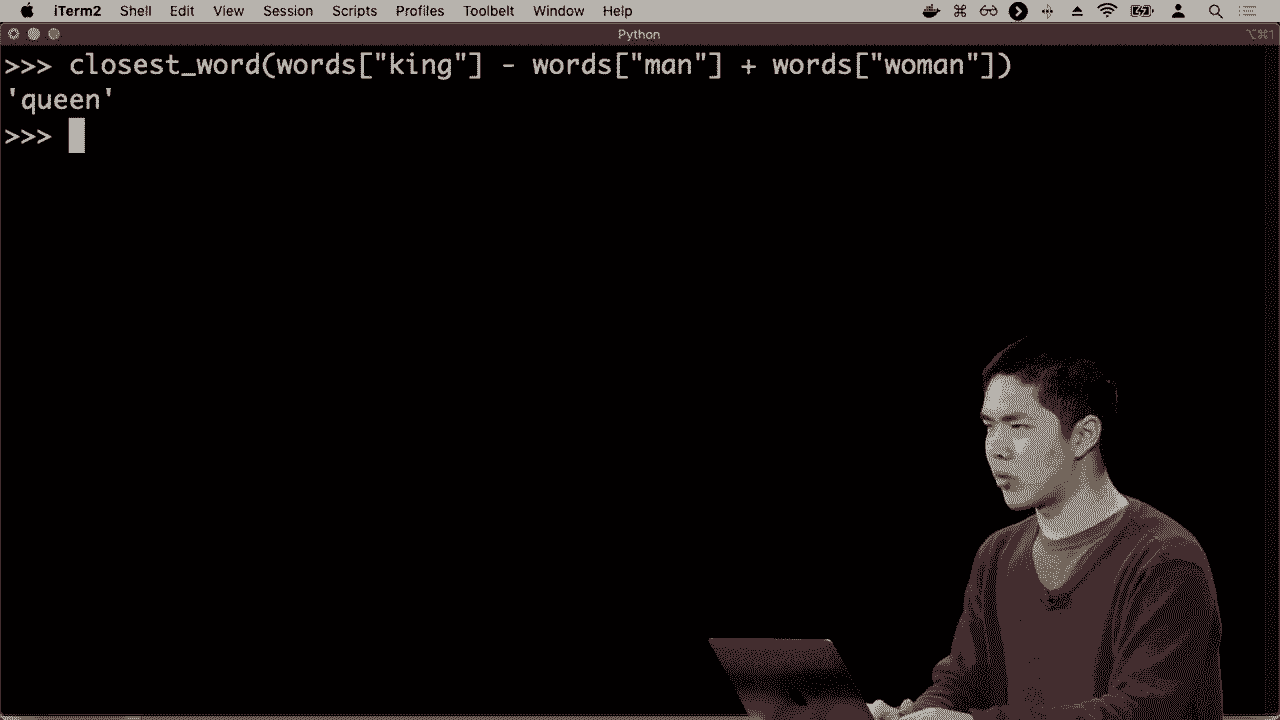 iTerm2 Shell Edit View Session Scripts Profiles Toolbelt Window Help
Python
⌥⌘1
>>> closest_word(words["king"] - words["man"] + words["woman"])
'queen'
>>>